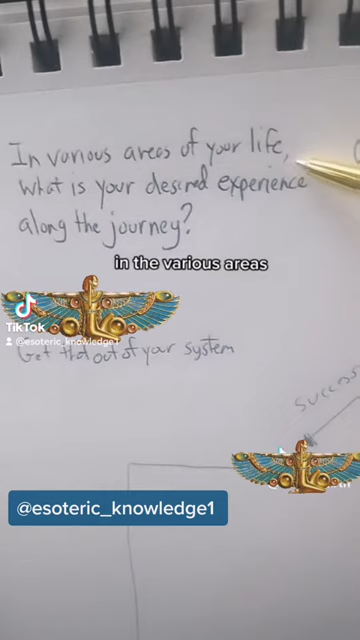 In various areas of your life,
what is your desired experience
along the journey?
in the various areas
TikTok
@esoteric_knowledge1
Get that out of your system
success
@esoteric_knowledge1